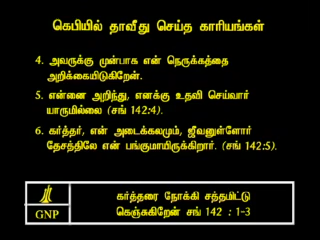 கெபியில் தாவீது செய்த காரியங்கள்
4. அவருக்கு முன்பாக என் நெருக்கத்தை
அறிக்கையிடுகிறேன்.
5. என்னை அறிந்து, எனக்கு உதவி செய்வார்
யாருமில்லை (சங் 142:4).
6. கர்த்தர், என் அடைக்கலமும், ஜீவனுள்ளோர்
தேசத்திலே என் பங்குமாயிருக்கிறார். (சங் 142:5).
GNP
கர்த்தரை நோக்கி சத்தமிட்டு
கெஞ்சுகிறேன் சங் 142 : 1-3